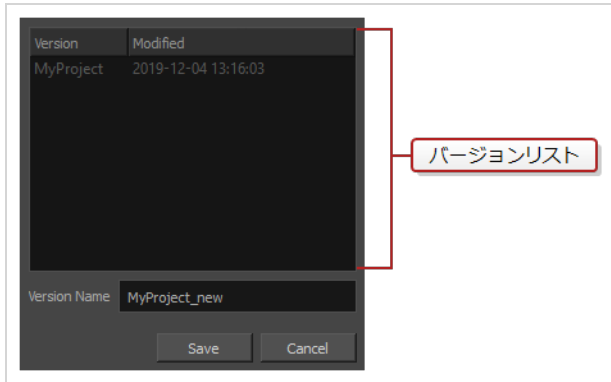 Version Modified
MyProject 2019-12-04 13:16:03
バージョンリスト
Version Name MyProject_new
Save Cancel